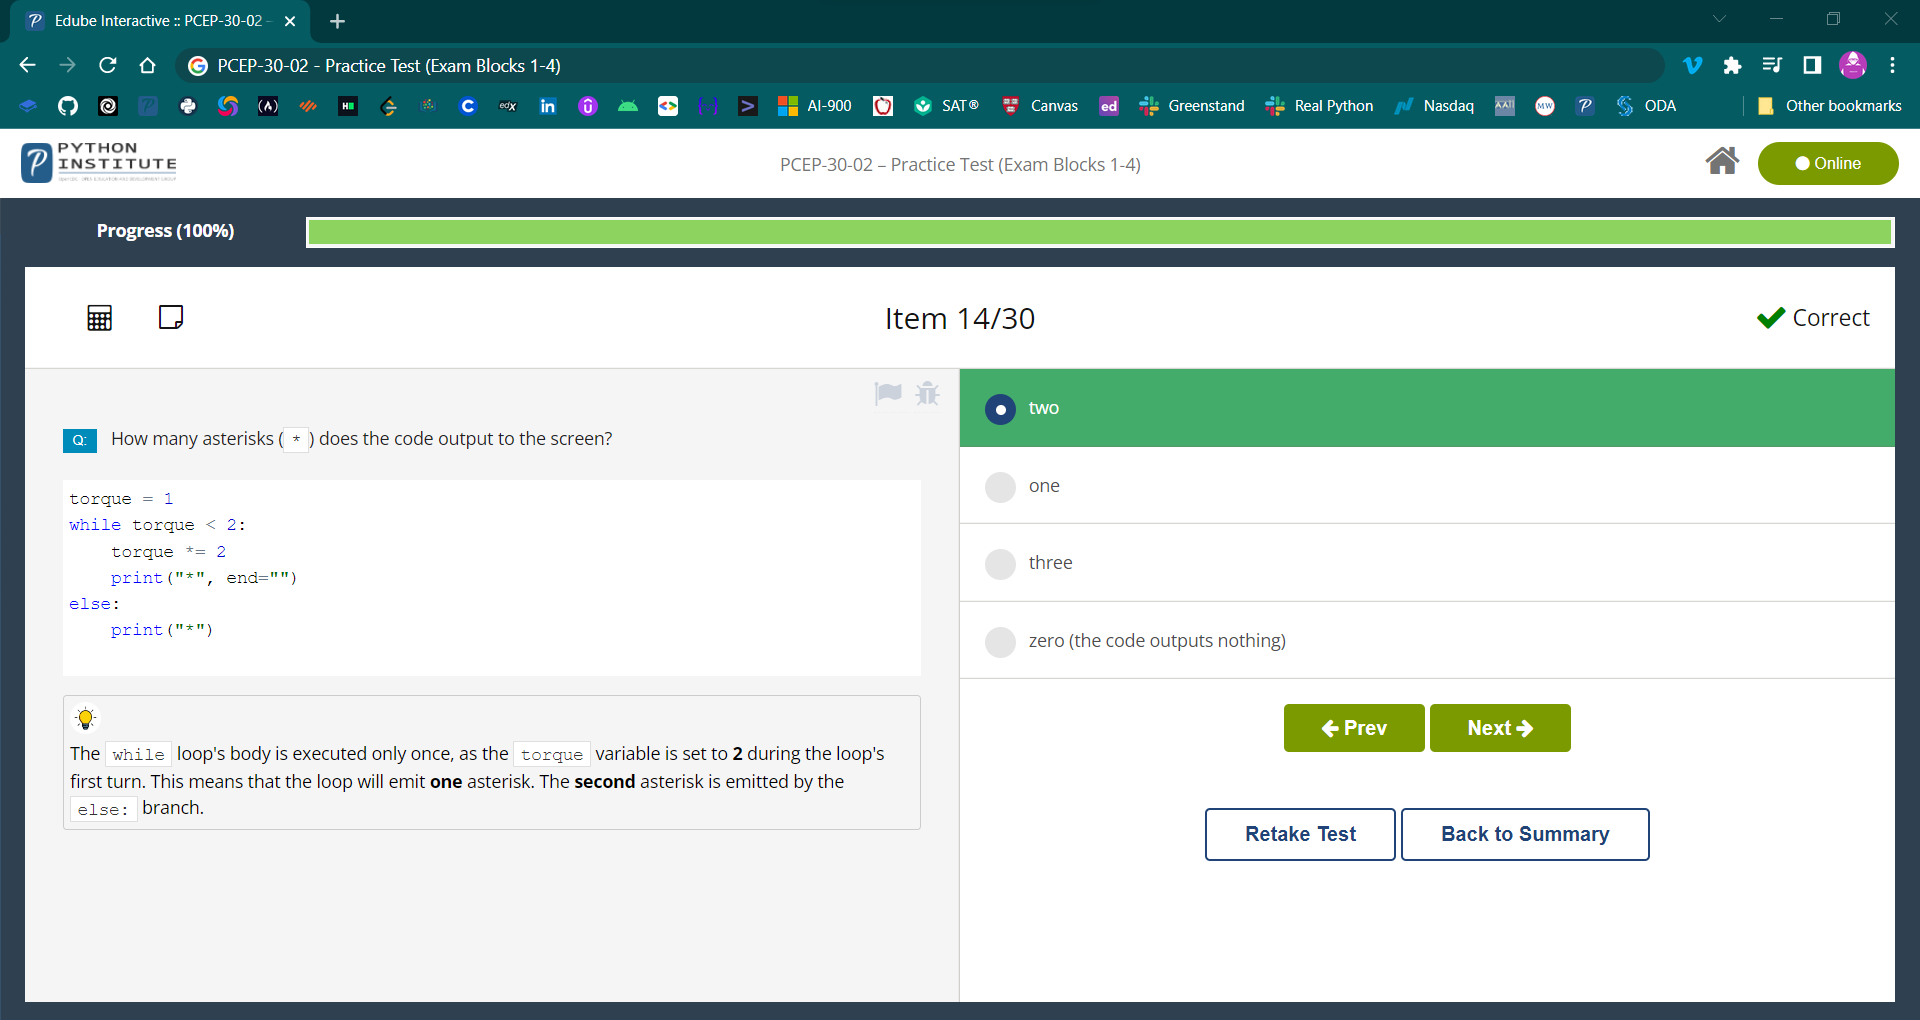 Edube Interactive :: PCEP-30-02 -
PCEP-30-02 - Practice Test (Exam Blocks 1-4)
AI-900
SAT®
Canvas
ed
Greenstand
Real Python
Nasdaq
MW
ODA
Other bookmarks
PYTHON
INSTITUTE
PCEP-30-02 – Practice Test (Exam Blocks 1-4)
Online
Progress (100%)
Item 14/30
Correct
Q: How many asterisks ( * ) does the code output to the screen?
torque = 1
while torque < 2:
    torque *= 2
    print("*", end="")
else:
    print("*")
The while loop's body is executed only once, as the torque variable is set to 2 during the loop's
first turn. This means that the loop will emit one asterisk. The second asterisk is emitted by the
else: branch.
two
one
three
zero (the code outputs nothing)
Prev
Next
Retake Test
Back to Summary